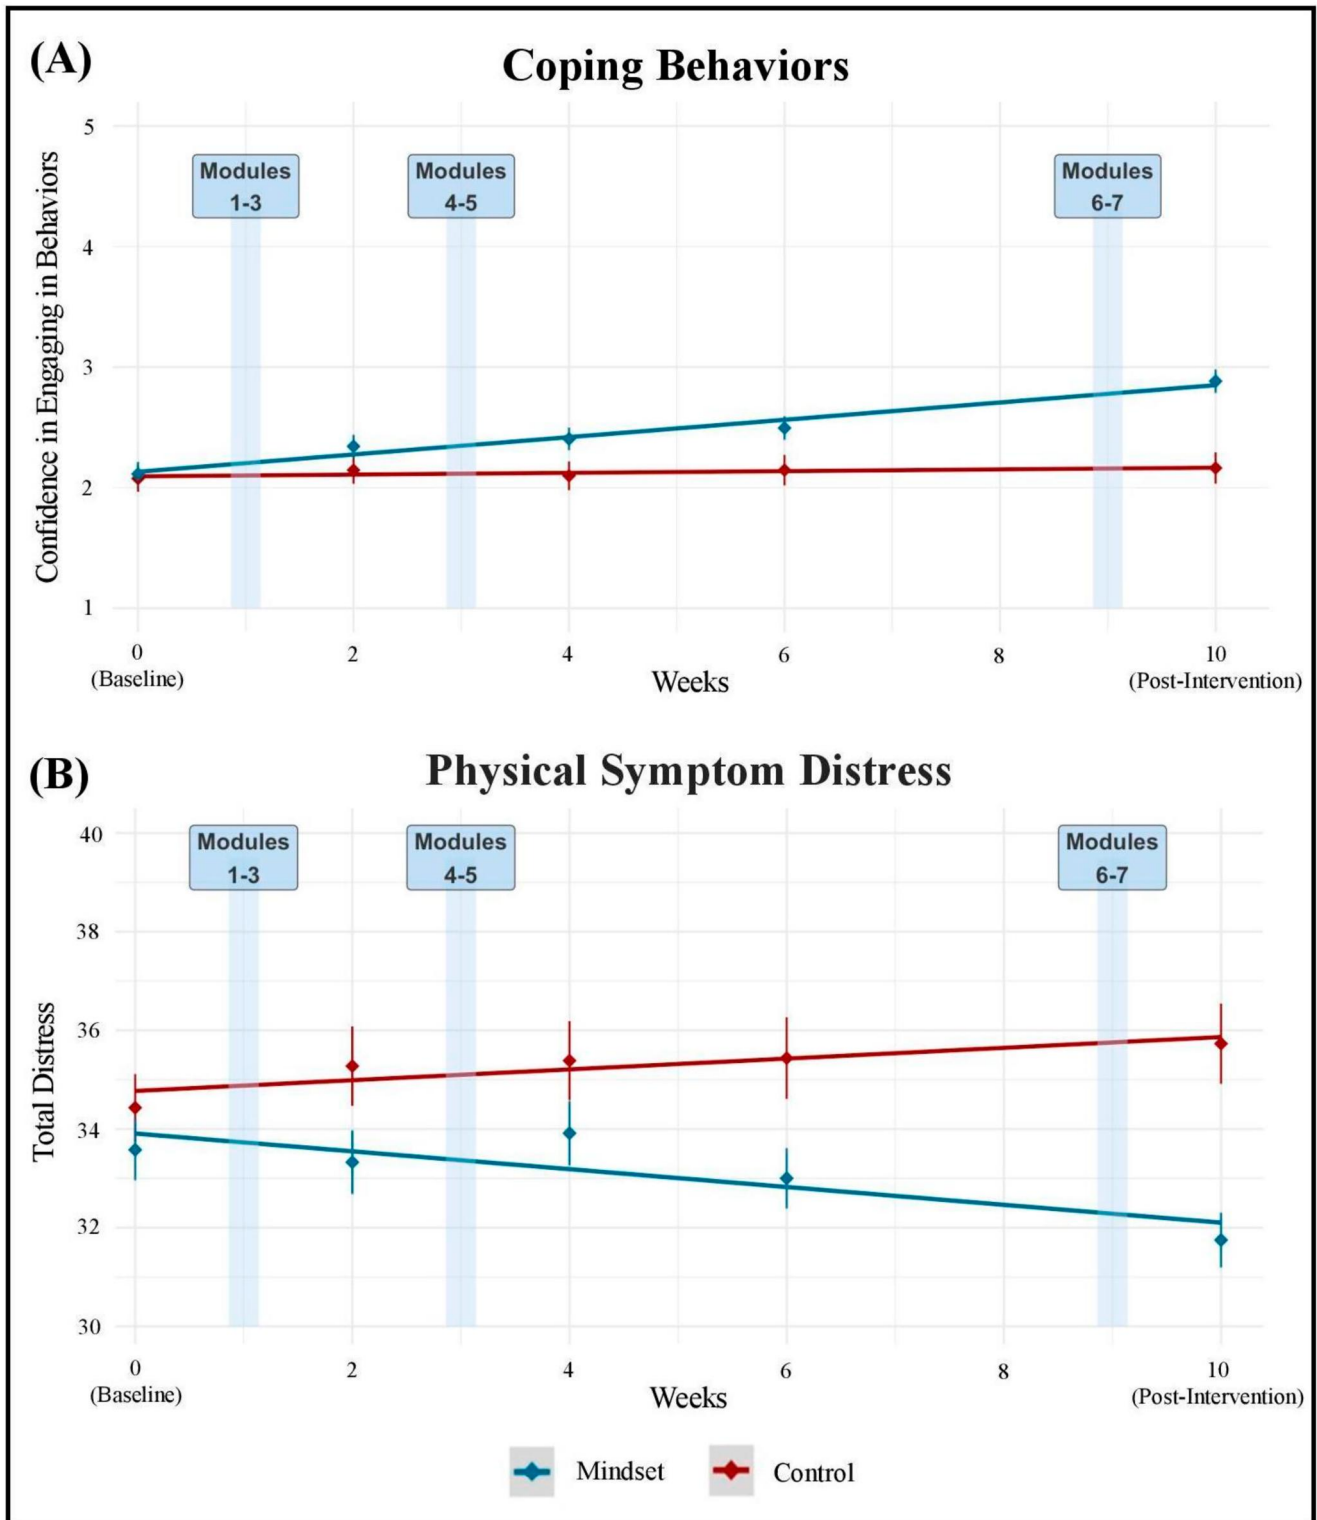 (A)
Coping Behaviors
Confidence in Engaging in Behaviors
5
4
3
2
1
Modules
1-3
Modules
4-5
Modules
6-7
0
2
4
6
8
10
(Baseline)
Weeks
(Post-Intervention)
(B)
Physical Symptom Distress
Total Distress
40
38
36
34
32
30
Modules
1-3
Modules
4-5
Modules
6-7
0
2
4
6
8
10
(Baseline)
Weeks
(Post-Intervention)
Mindset
Control